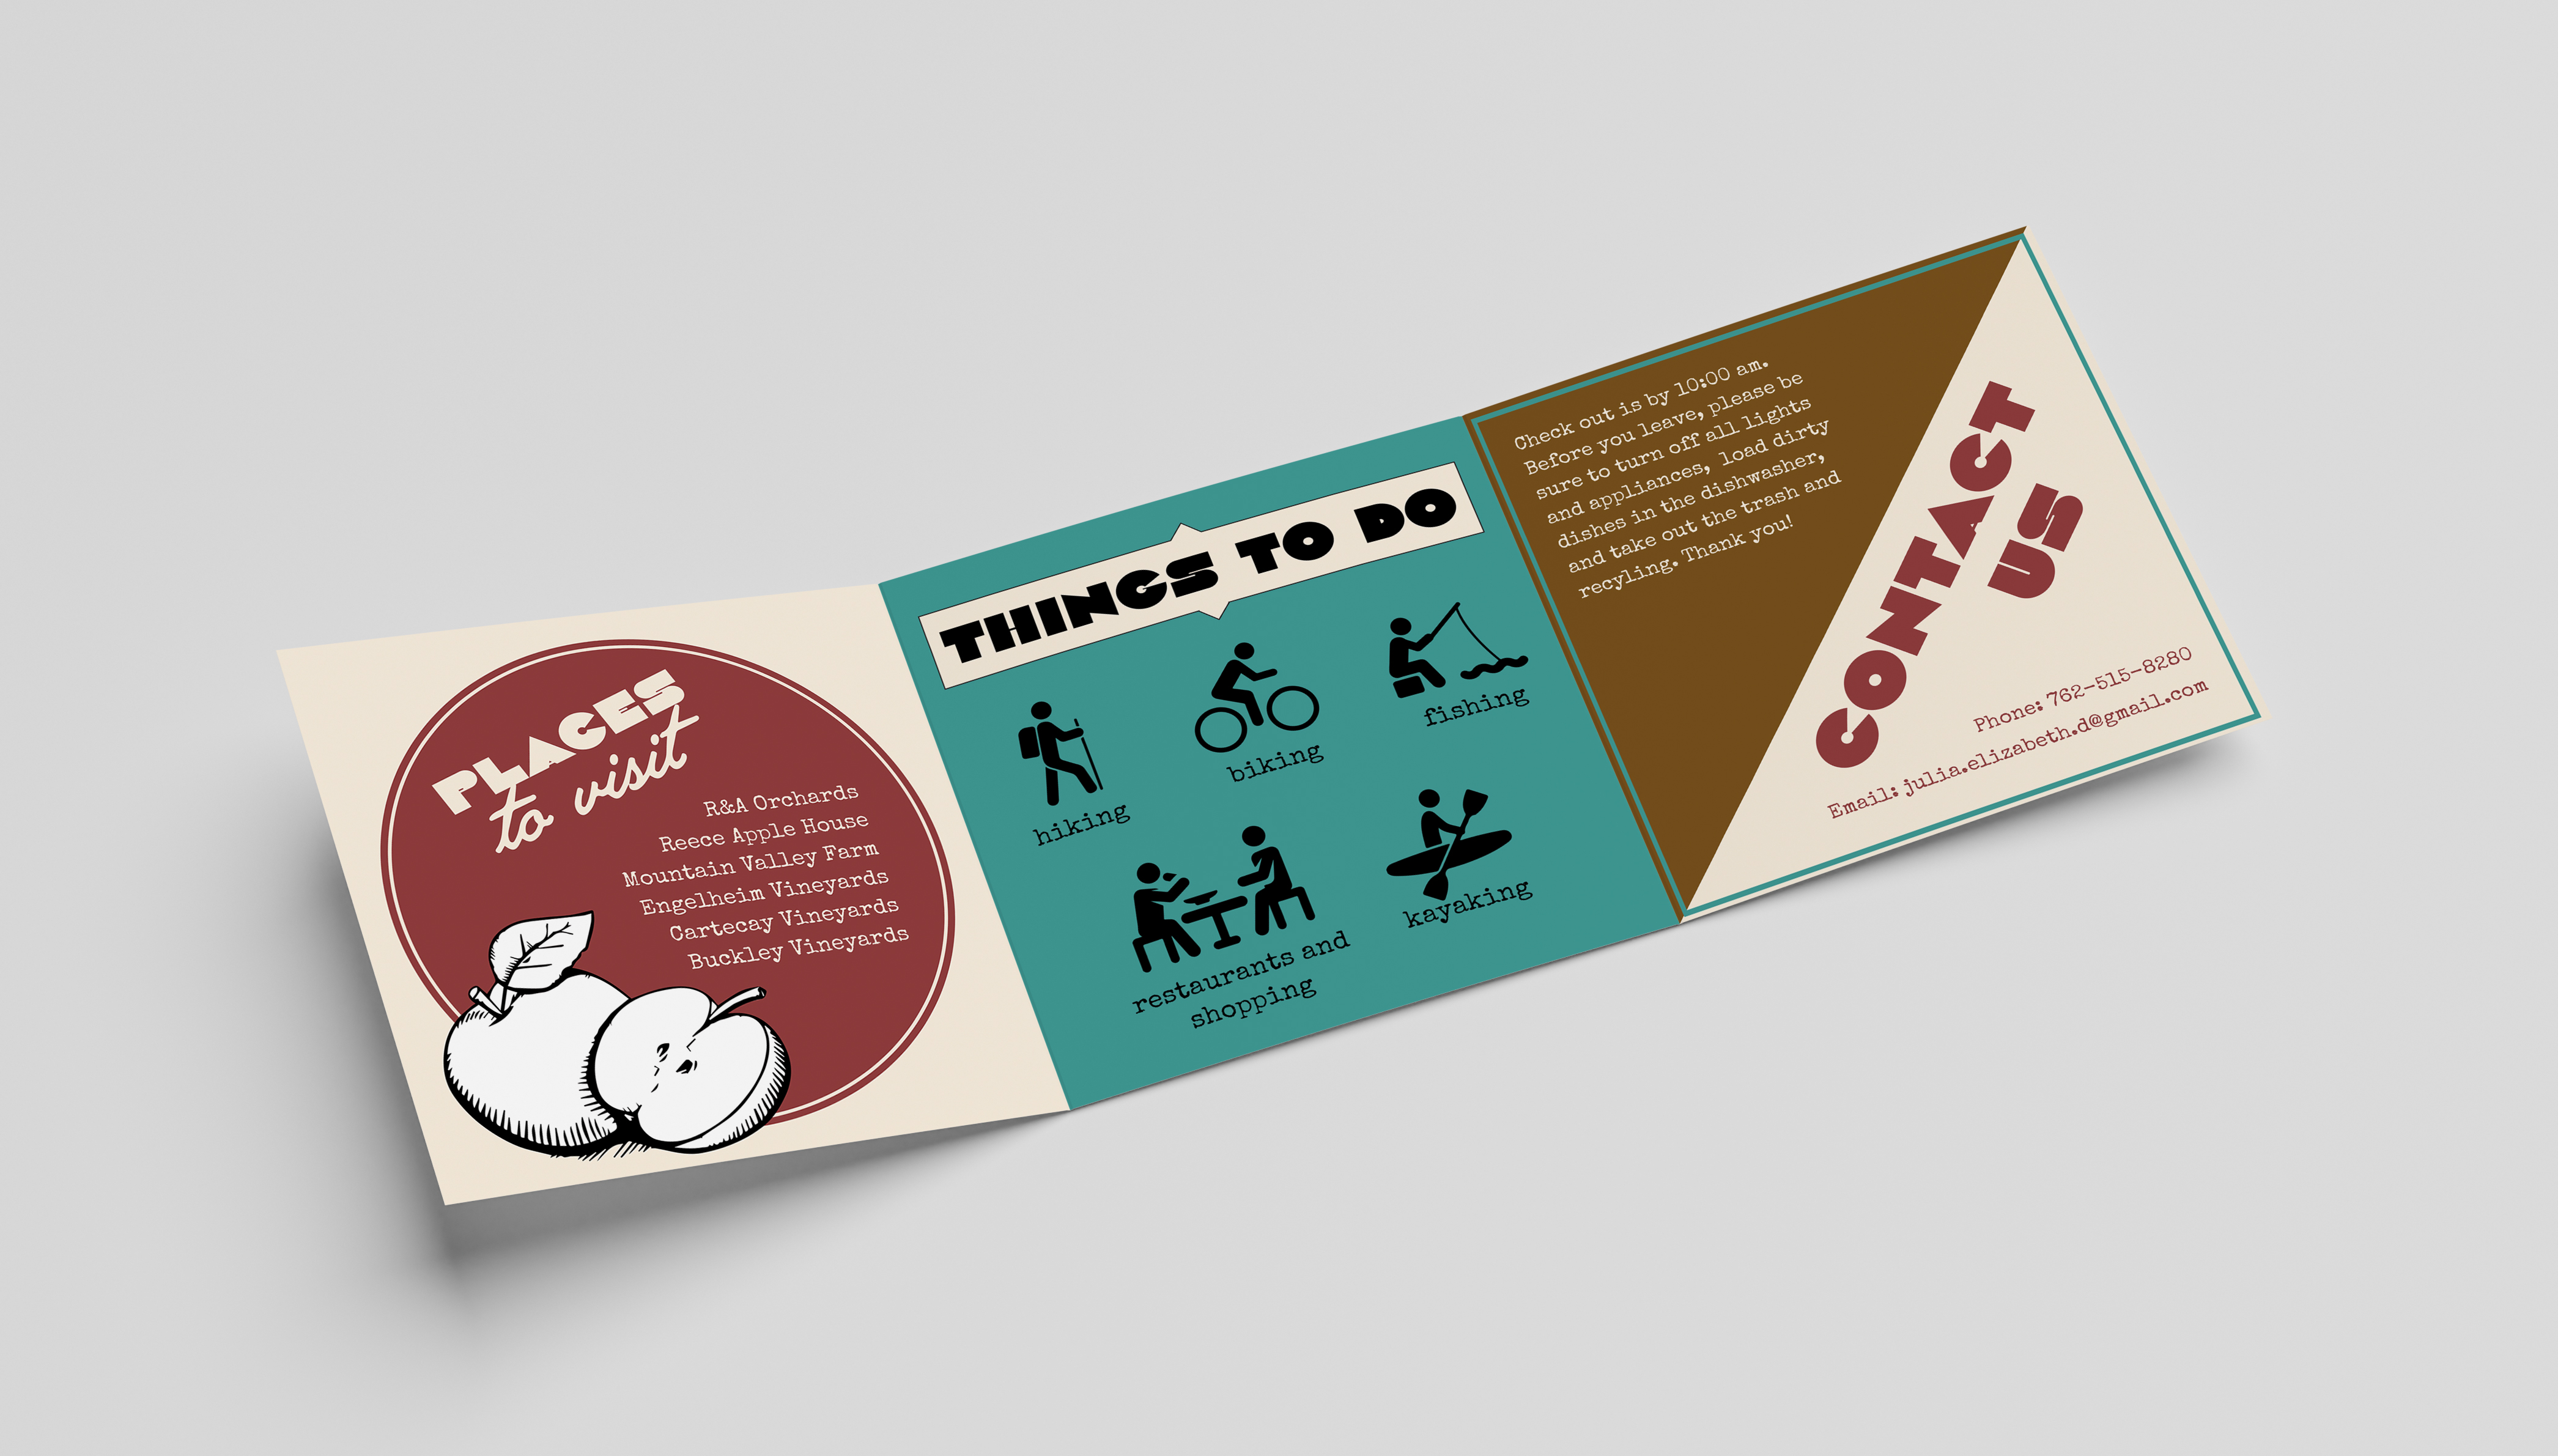 PLACES
to visit
R&A Orchards
Reece Apple House
Mountain Valley Farm
Engelheim Vineyards
Cartecay Vineyards
Buckley Vineyards
THINGS TO DO
hiking
biking
fishing
restaurants and
shopping
kayaking
Check out is by 10:00 am.
Before you leave, please be
sure to turn off all lights
and appliances, load dirty
dishes in the dishwasher,
and take out the trash and
recyling. Thank you!
CONTACT
US
Phone: 762-515-8280
Email: julia.elizabeth.d@gmail.com